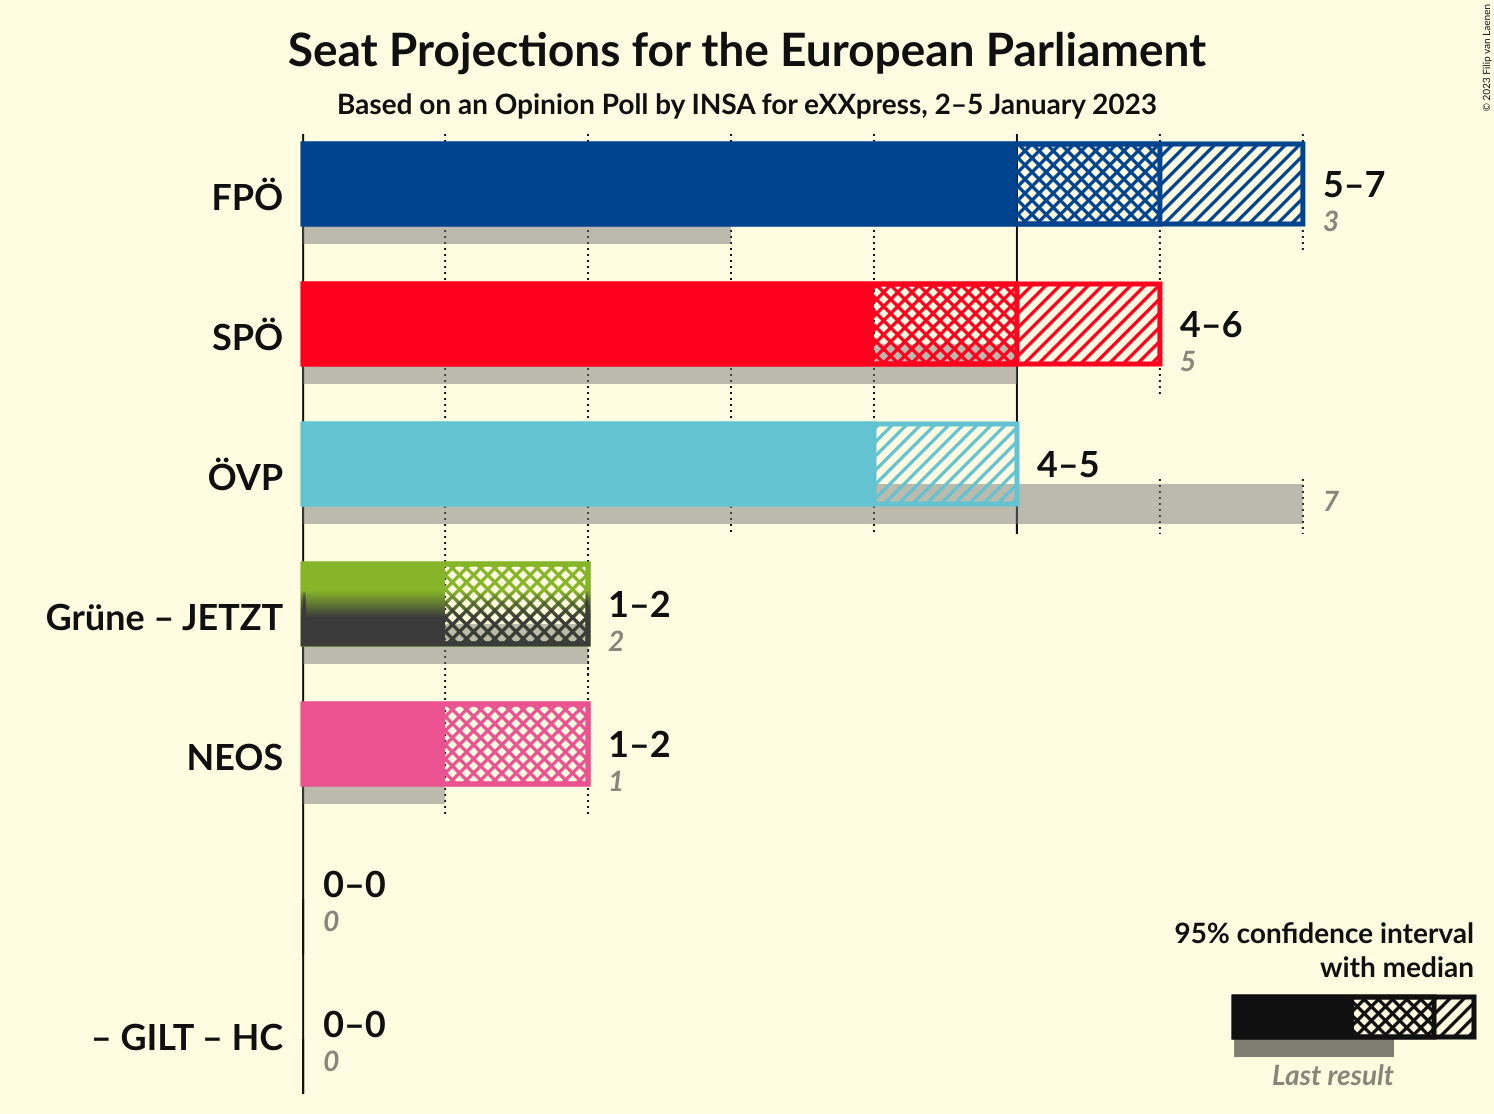 Seat Projections for the European Parliament
Based on an Opinion Poll by INSA for eXXpress, 2–5 January 2023
© 2023 Filip van Laenen
FPÖ
5–7
3
SPÖ
4–6
5
ÖVP
4–5
7
Grüne – JETZT
1–2
2
NEOS
1–2
1
0–0
0
– GILT – HC
0–0
0
95% confidence interval
with median
Last result